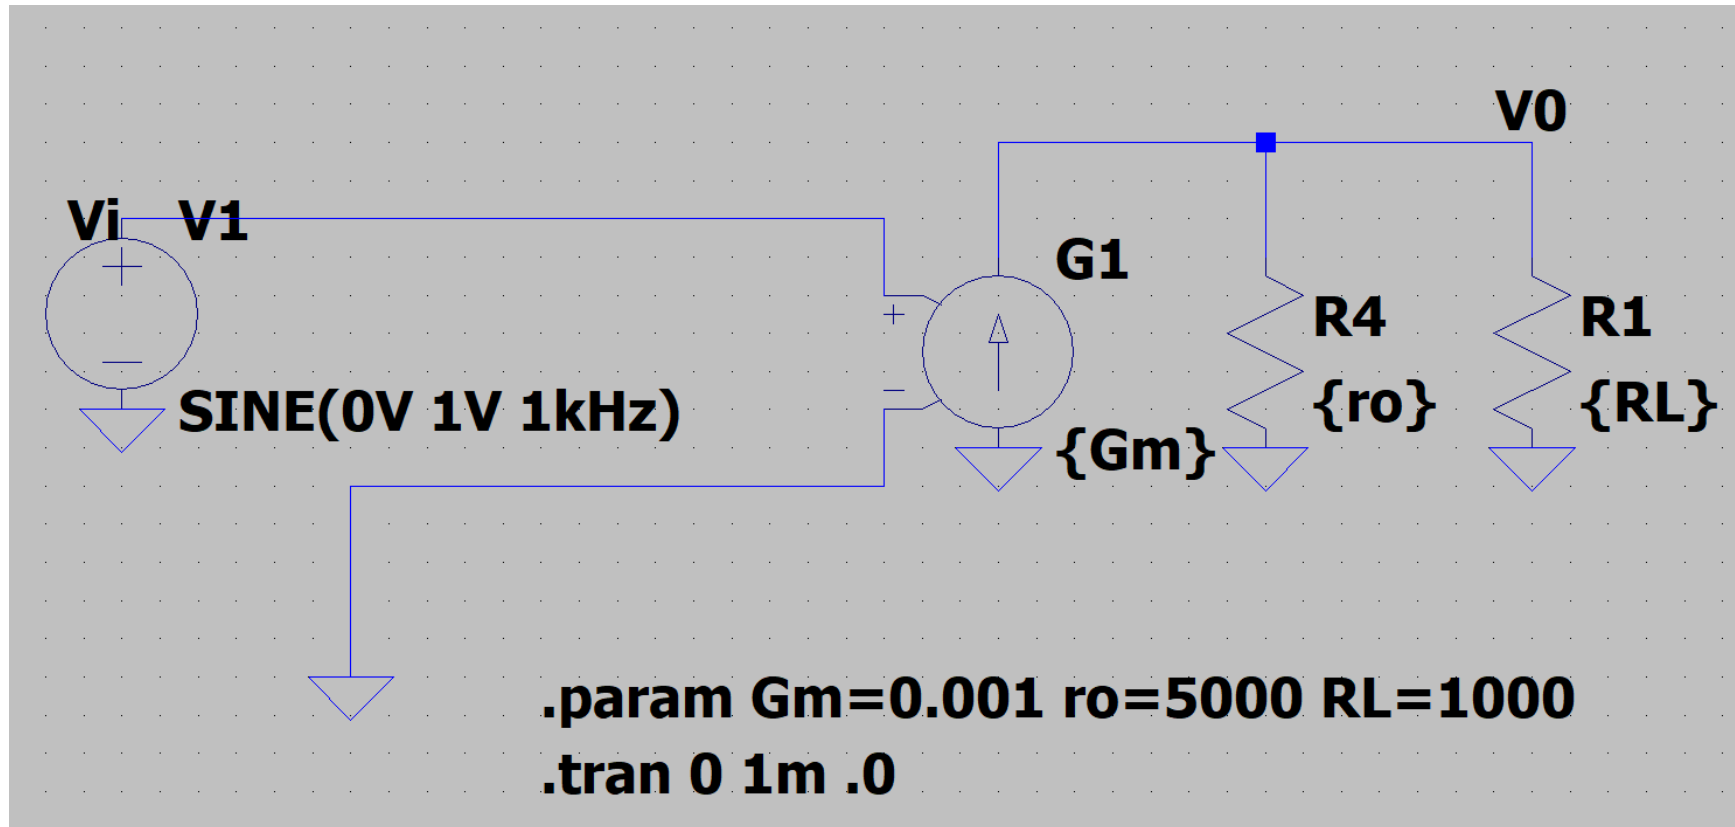 V0
Vi V1
G1
R4
R1
{ro}
{RL}
SINE(0V 1V 1kHz)
{Gm}
.param Gm=0.001 ro=5000 RL=1000
.tran 0 1m .0